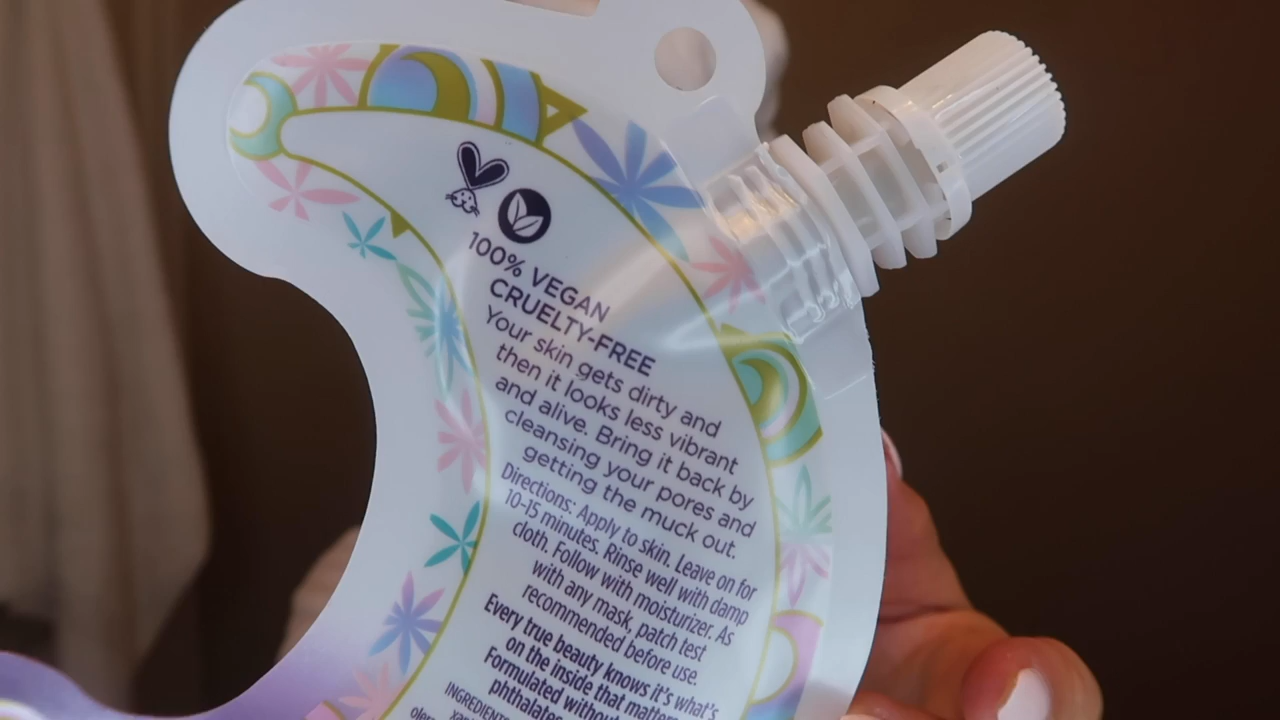 100% VEGAN
CRUELTY-FREE
Your skin gets dirty and
then it looks less vibrant
and alive. Bring it back by
cleansing your pores and
getting the muck out.
Directions: Apply to skin. Leave on for
10-15 minutes. Rinse well with damp
cloth. Follow with moisturizer. As
with any mask, patch test
recommended before use.
Every true beauty knows it's what's
on the inside that matters
Formulated without
phthalates
INGREDIENTS